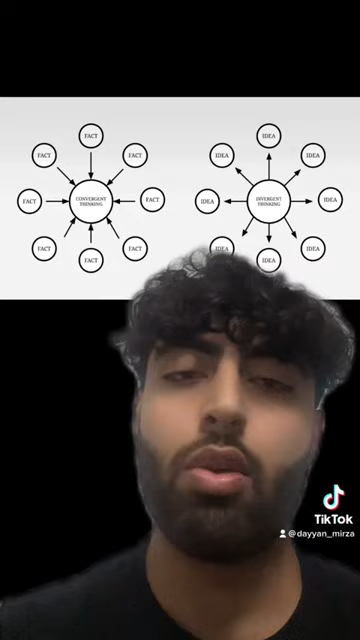 FACT
FACT
FACT
FACT
CONVERGENT
THINKING
FACT
FACT
FACT
FACT
IDEA
IDEA
IDEA
IDEA
DIVERGENT
THINKING
IDEA
IDEA
IDEA
IDEA
TikTok
@dayyan_mirza